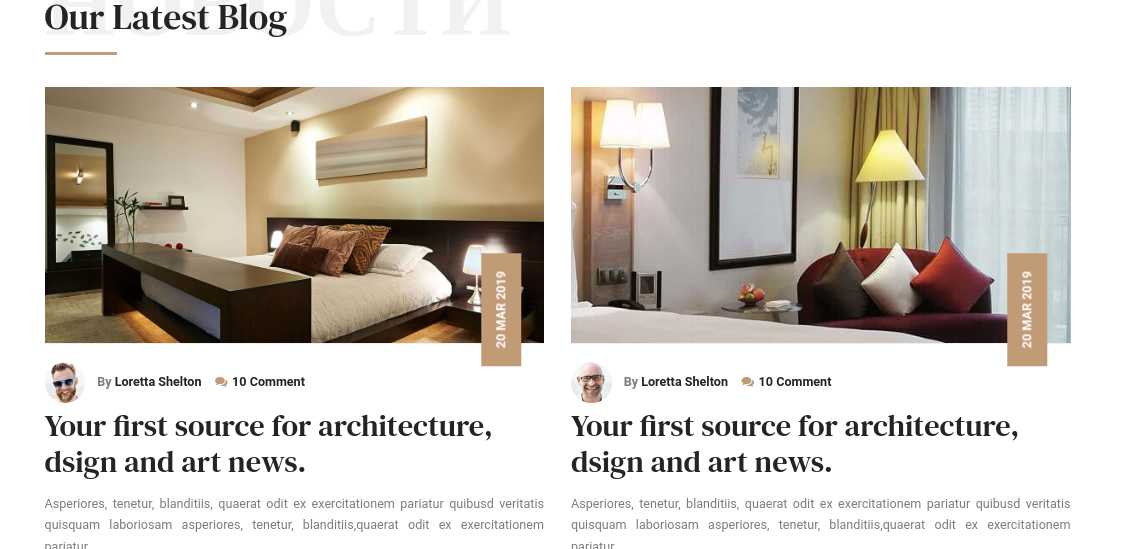 НОВОСТИ
Our Latest Blog
20 MAR 2019
By Loretta Shelton 10 Comment
Your first source for architecture,
dsign and art news.
Asperiores, tenetur, blanditiis, quaerat odit ex exercitationem pariatur quibusd veritatis
quisquam laboriosam asperiores, tenetur, blanditiis,quaerat odit ex exercitationem
pariatur
20 MAR 2019
By Loretta Shelton 10 Comment
Your first source for architecture,
dsign and art news.
Asperiores, tenetur, blanditiis, quaerat odit ex exercitationem pariatur quibusd veritatis
quisquam laboriosam asperiores, tenetur, blanditiis,quaerat odit ex exercitationem
pariatur